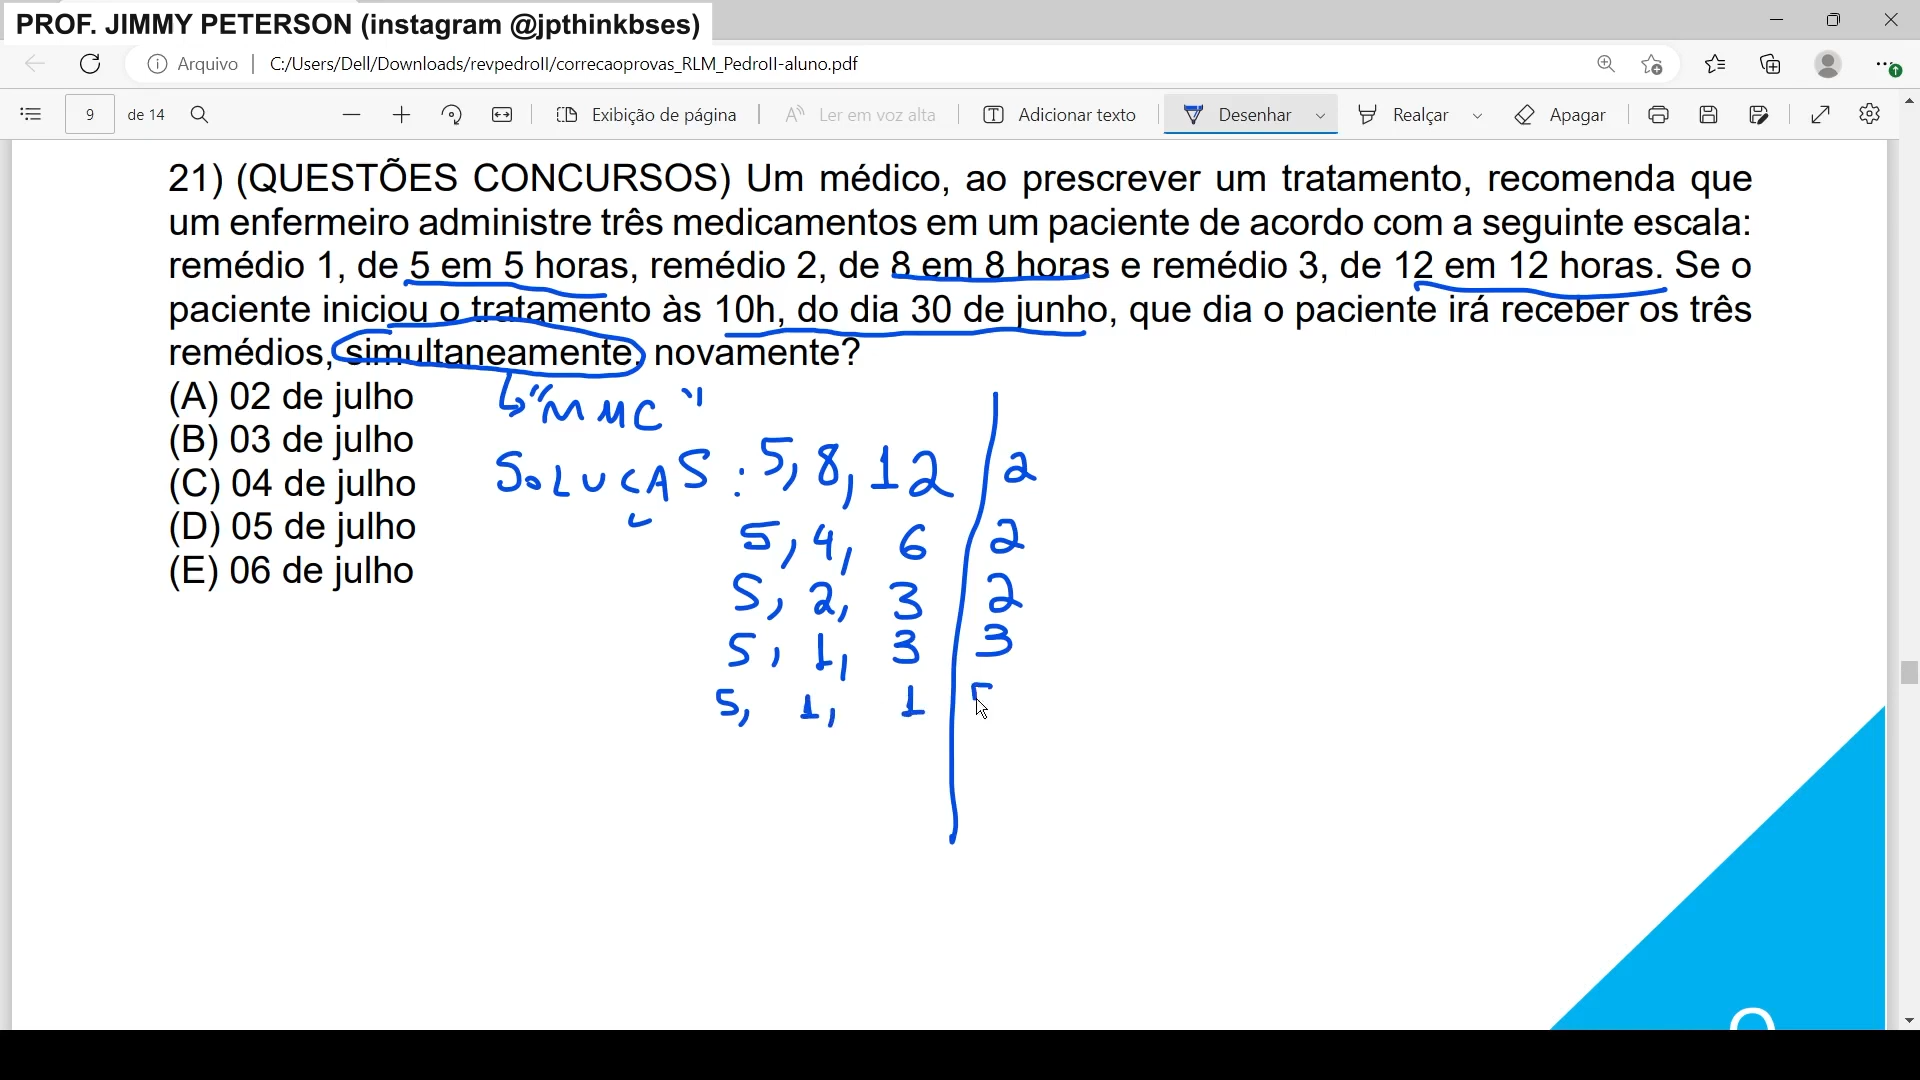 PROF. JIMMY PETERSON (instagram @jpthinkbses)
Arquivo C:/Users/Dell/Downloads/revpedroII/correcaoprovas_RLM_PedroII-aluno.pdf
9 de 14 Exibição de página Ler em voz alta Adicionar texto Desenhar Realçar Apagar
21) (QUESTÕES CONCURSOS) Um médico, ao prescrever um tratamento, recomenda que
um enfermeiro administre três medicamentos em um paciente de acordo com a seguinte escala:
remédio 1, de 5 em 5 horas, remédio 2, de 8 em 8 horas e remédio 3, de 12 em 12 horas. Se o
paciente iniciou o tratamento às 10h, do dia 30 de junho, que dia o paciente irá receber os três
remédios, simultaneamente, novamente?
(A) 02 de julho
(B) 03 de julho
(C) 04 de julho
(D) 05 de julho
(E) 06 de julho
"MMC"
SOLUÇAS : 5, 8, 12 2
5, 4, 6 2
5, 2, 3 2
5, 1, 3 3
5, 1, 1 5